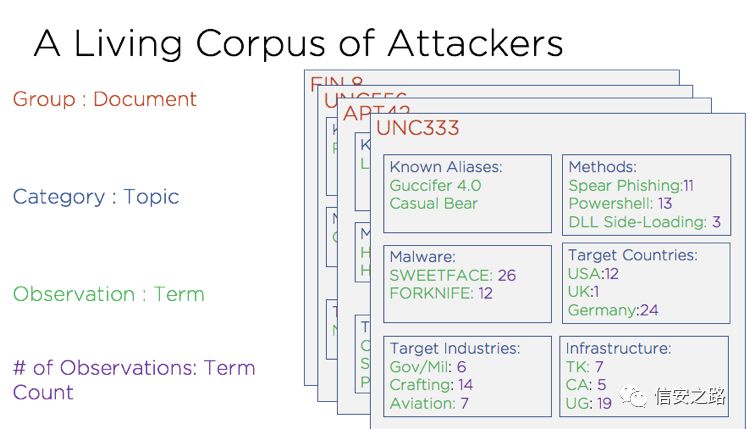 A Living Corpus of Attackers
Group : Document
Category : Topic
Observation : Term
# of Observations: Term
Count
FIN 8
UNC556
APT42
UNC333
Known Aliases:
Guccifer 4.0
Casual Bear
Methods:
Spear Phishing:11
Powershell: 13
DLL Side-Loading: 3
Malware:
SWEETFACE: 26
FORKNIFE: 12
Target Countries:
USA:12
UK:1
Germany:24
Target Industries:
Gov/Mil: 6
Crafting: 14
Aviation: 7
Infrastructure:
TK: 7
CA: 5
UG: 19
信安之路